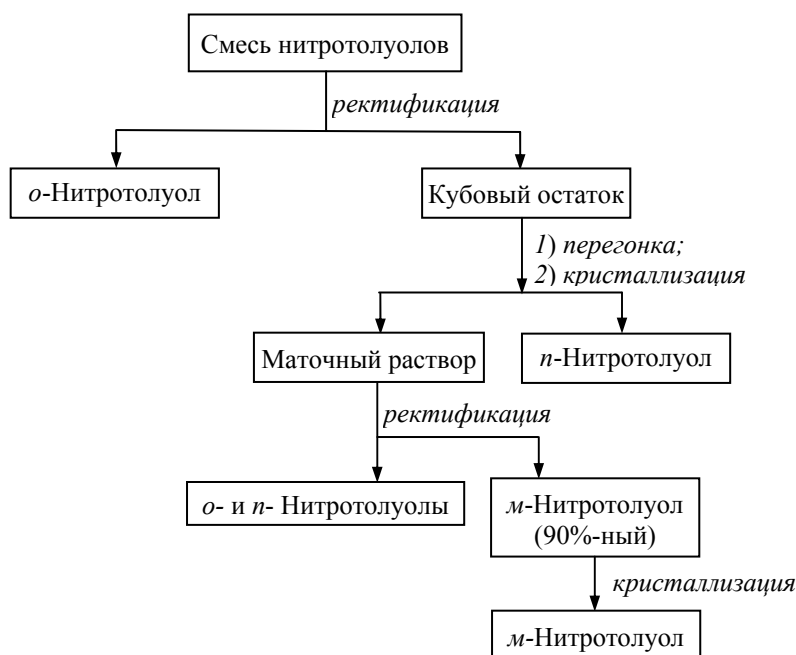 Смесь нитротолуолов
ректификация
о-Нитротолуол
Кубовый остаток
1) перегонка;
2) кристаллизация
Маточный раствор
п-Нитротолуол
ректификация
о- и п- Нитротолуолы
м-Нитротолуол
(90%-ный)
кристаллизация
м-Нитротолуол